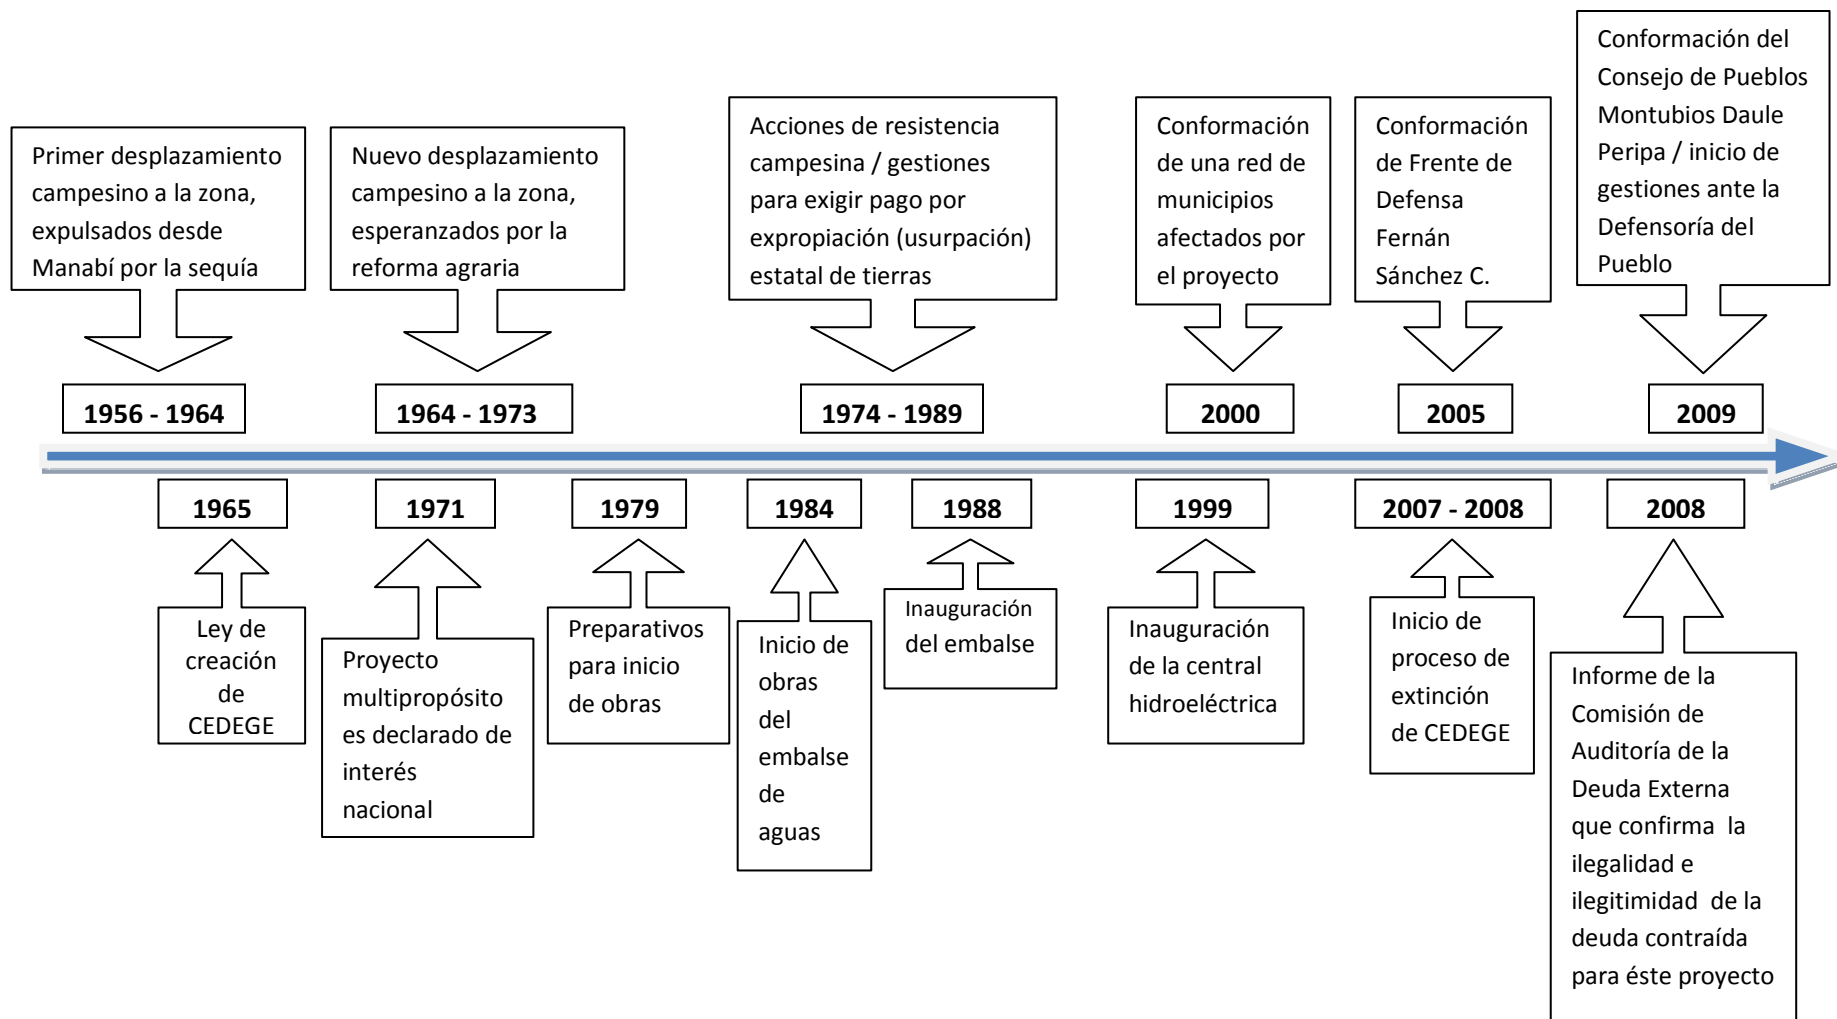 Primer desplazamiento
campesino a la zona,
expulsados desde
Manabí por la sequía
Nuevo desplazamiento
campesino a la zona,
esperanzados por la
reforma agraria
Acciones de resistencia
campesina / gestiones
para exigir pago por
expropiación (usurpación)
estatal de tierras
Conformación
de una red de
municipios
afectados por
el proyecto
Conformación
de Frente de
Defensa
Fernán
Sánchez C.
Conformación del
Consejo de Pueblos
Montubios Daule
Peripa / inicio de
gestiones ante la
Defensoría del
Pueblo
1956 - 1964
1964 - 1973
1974 - 1989
2000
2005
2009
1965
1971
1979
1984
1988
1999
2007 - 2008
2008
Ley de
creación
de
CEDEGE
Proyecto
multipropósito
es declarado de
interés
nacional
Preparativos
para inicio
de obras
Inicio de
obras
del
embalse
de
aguas
Inauguración
del embalse
Inauguración
de la central
hidroeléctrica
Inicio de
proceso de
extinción
de CEDEGE
Informe de la
Comisión de
Auditoría de la
Deuda Externa
que confirma  la
ilegalidad e
ilegitimidad  de la
deuda contraída
para éste proyecto